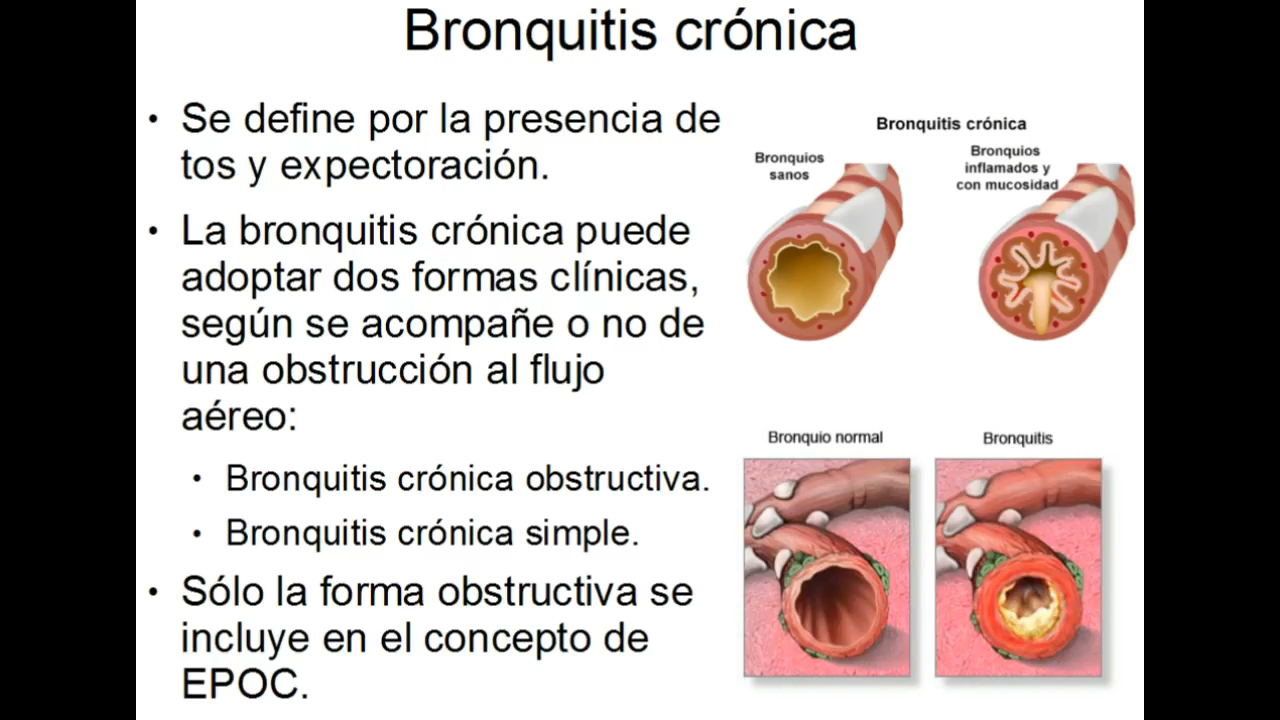 Bronquitis crónica
• Se define por la presencia de
tos y expectoración.
• La bronquitis crónica puede
adoptar dos formas clínicas,
según se acompañe o no de
una obstrucción al flujo
aéreo:
• Bronquitis crónica obstructiva.
• Bronquitis crónica simple.
• Sólo la forma obstructiva se
incluye en el concepto de
EPOC.
Bronquitis crónica
Bronquios
sanos
Bronquios
inflamados y
con mucosidad
Bronquio normal
Bronquitis